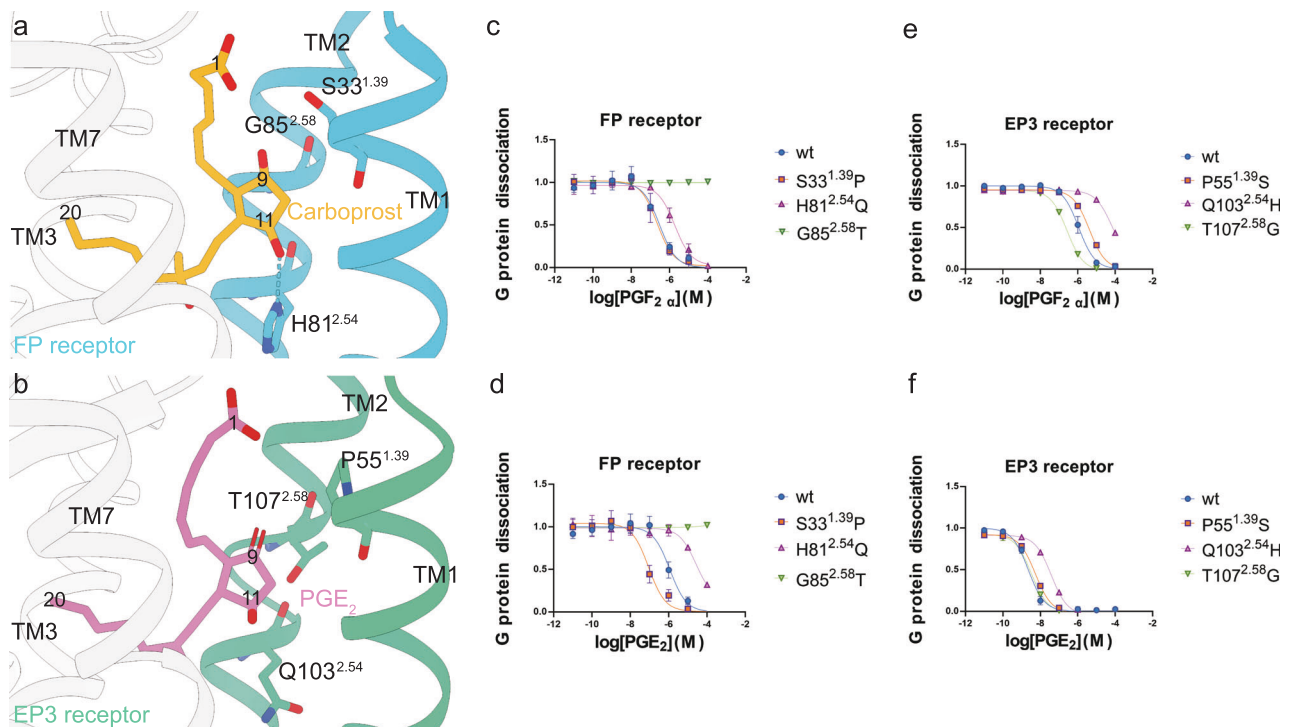 a
TM2
S33^1.39
G85^2.58
TM7
TM1
1
9
11
20
Carboprost
TM3
H81^2.54
FP receptor
b
TM2
P55^1.39
T107^2.58
TM7
TM1
1
9
11
20
PGE₂
TM3
Q103^2.54
EP3 receptor
c
FP receptor
G protein dissociation
1.5
1.0
0.5
0.0
-12 -10 -8 -6 -4 -2
log[PGF₂ α](M)
wt
S33^1.39P
H81^2.54Q
G85^2.58T
d
FP receptor
G protein dissociation
1.5
1.0
0.5
0.0
-12 -10 -8 -6 -4 -2
log[PGE₂](M)
wt
S33^1.39P
H81^2.54Q
G85^2.58T
e
EP3 receptor
G protein dissociation
1.5
1.0
0.5
0.0
-12 -10 -8 -6 -4 -2
log[PGF₂ α](M)
wt
P55^1.39S
Q103^2.54H
T107^2.58G
f
EP3 receptor
G protein dissociation
1.5
1.0
0.5
0.0
-12 -10 -8 -6 -4 -2
log[PGE₂](M)
wt
P55^1.39S
Q103^2.54H
T107^2.58G